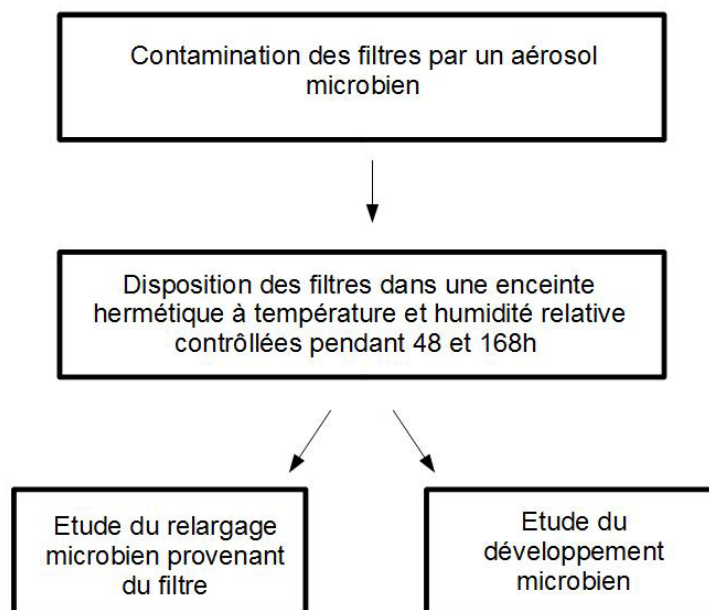 Contamination des filtres par un aérosol
microbien
Disposition des filtres dans une enceinte
hermétique à température et humidité relative
contrôllées pendant 48 et 168h
Etude du relargage
microbien provenant
du filtre
Etude du
développement
microbien